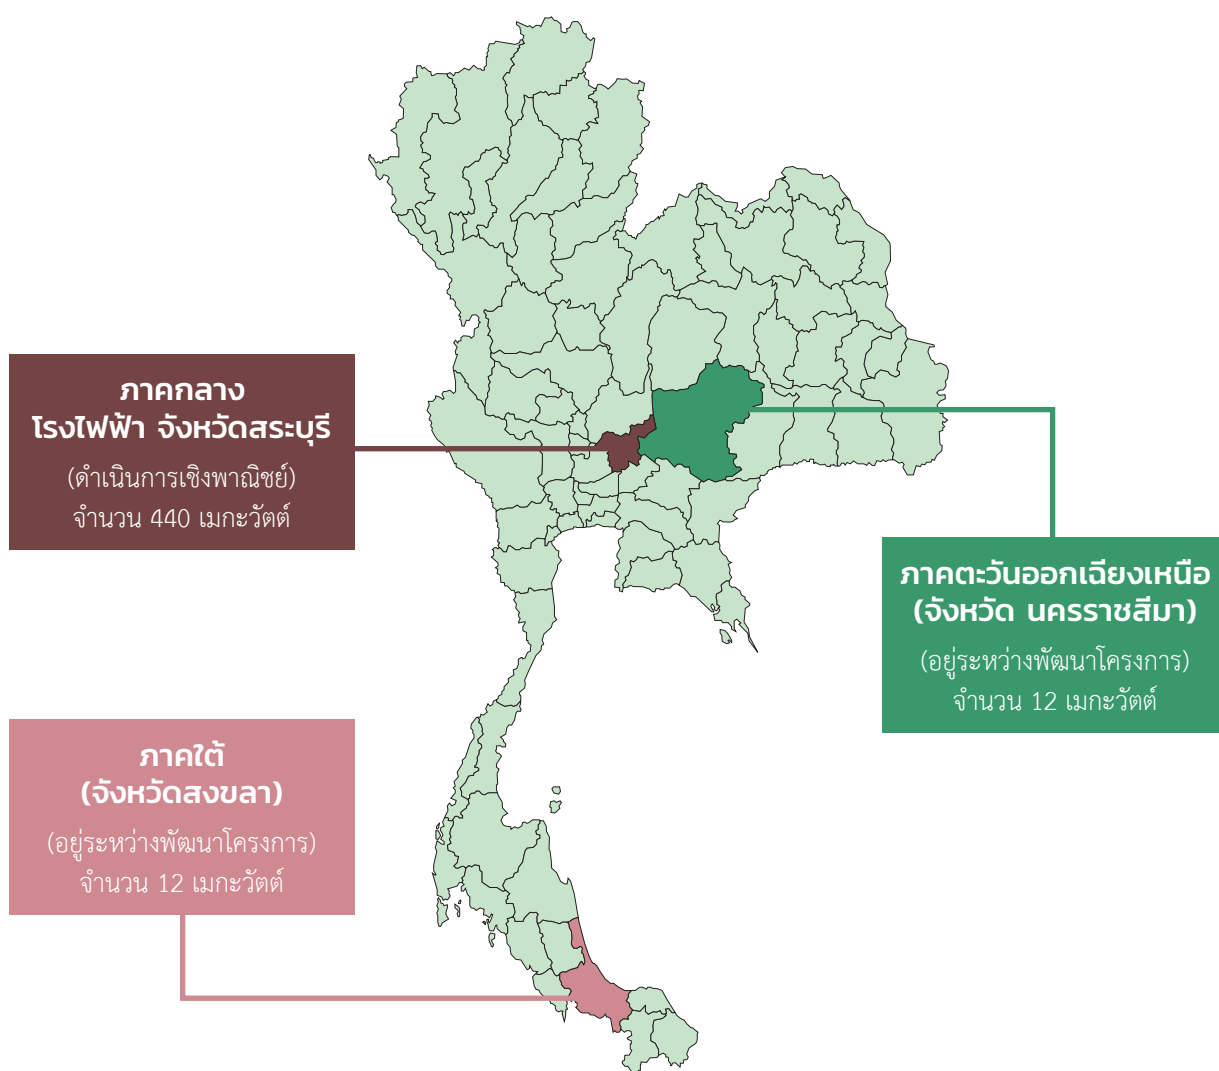 ภาคกลาง
โรงไฟฟ้า จังหวัดสระบุรี
(ดำเนินการเชิงพาณิชย์)
จำนวน 440 เมกะวัตต์
ภาคตะวันออกเฉียงเหนือ
(จังหวัด นครราชสีมา)
(อยู่ระหว่างพัฒนาโครงการ)
จำนวน 12 เมกะวัตต์
ภาคใต้
(จังหวัดสงขลา)
(อยู่ระหว่างพัฒนาโครงการ)
จำนวน 12 เมกะวัตต์